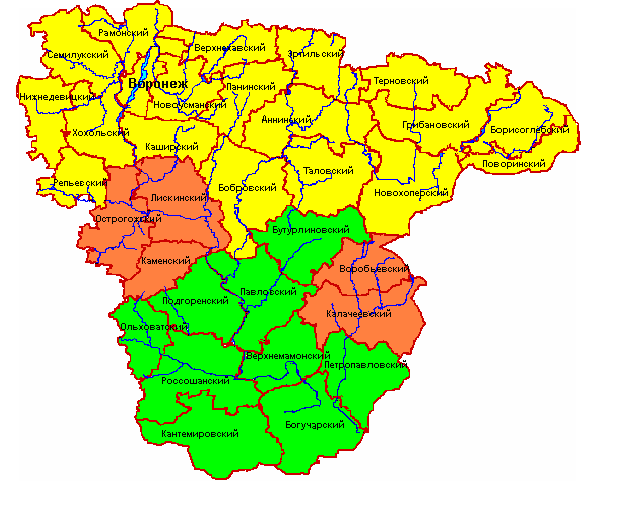 Рамонский
Семилукский
Верхнехавский
Эртильский
Воронеж
Терновский
Нижнедевицкий
Панинский
Новоусманский
Хохольский
Аннинский
Грибановский
Борисоглебский
Каширский
Поворинский
Репьевский
Таловский
Бобровский
Новохоперский
Лискинский
Острогожский
Бутурлиновский
Каменский
Воробьевский
Павловский
Подгоренский
Калачеевский
Ольховатский
Верхнемамонский
Петропавловский
Россошанский
Богучарский
Кантемировский